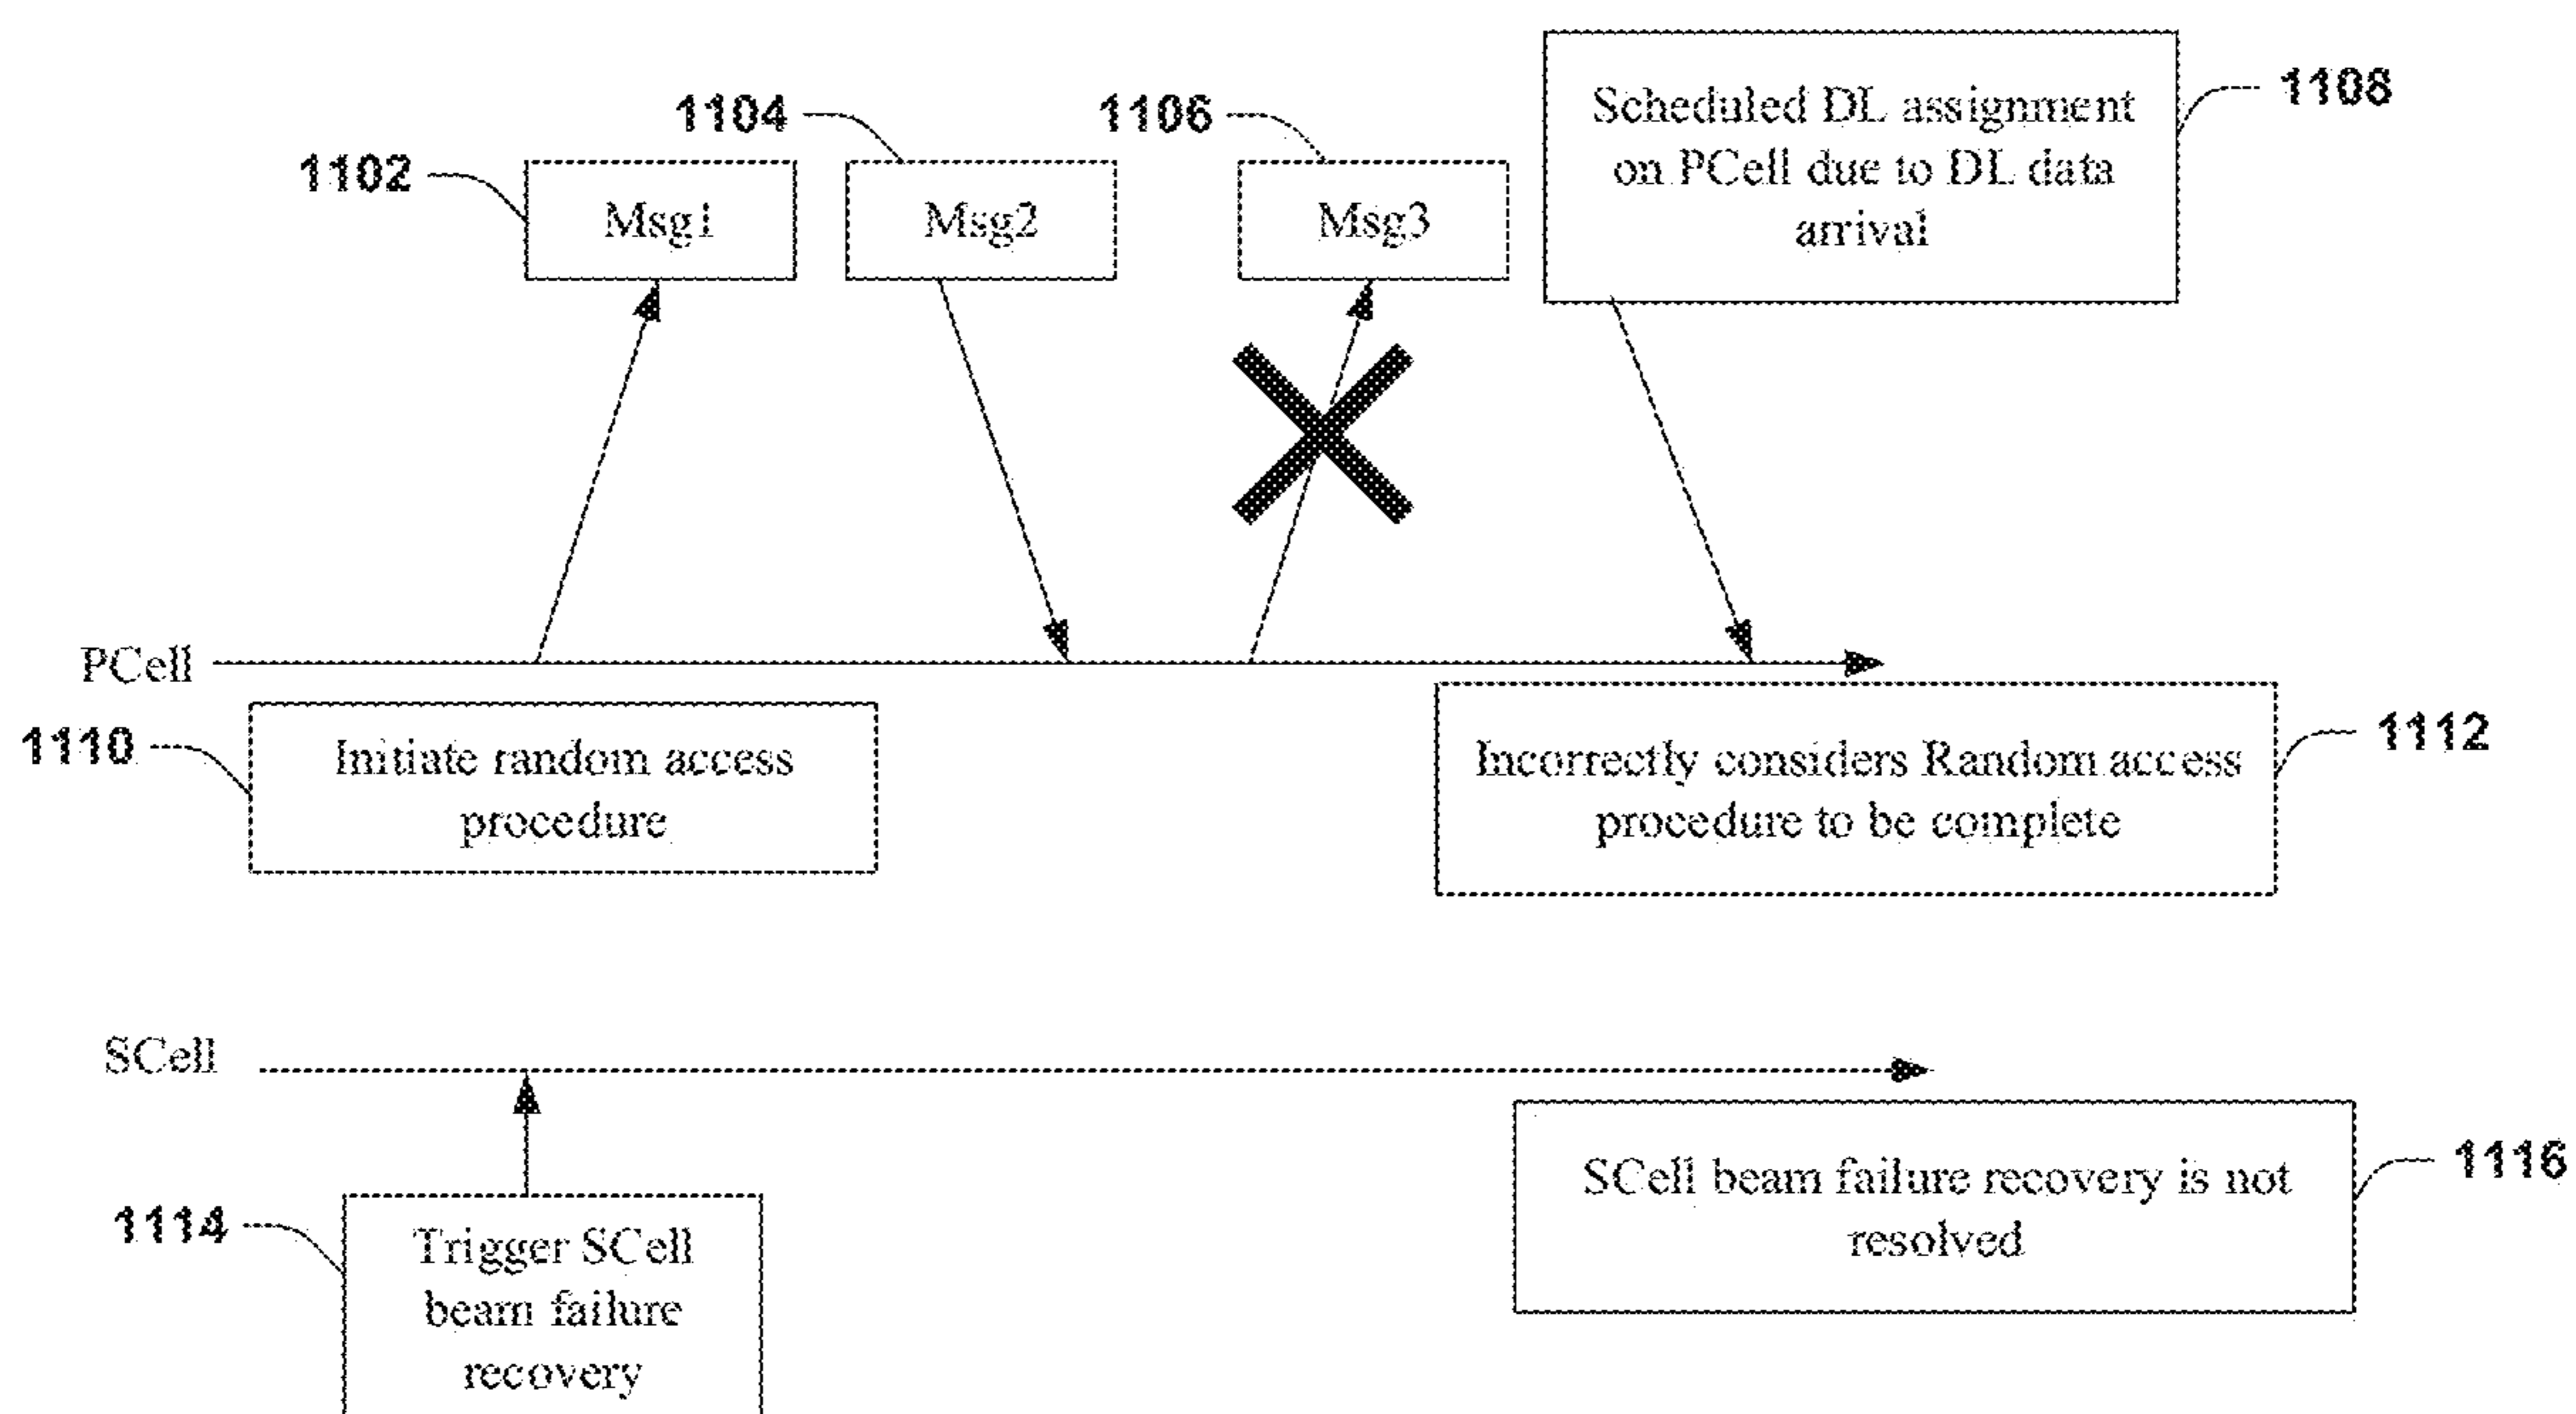 1102
Msg1
1104
Msg2
1106
Msg3
1108
Scheduled DL assignment
on PCell due to DL data
arrival
PCell
1110
Initiate random access
procedure
1112
Incorrectly considers Random access
procedure to be complete
SCell
1114
Trigger SCell
beam failure
recovery
1116
SCell beam failure recovery is not
resolved